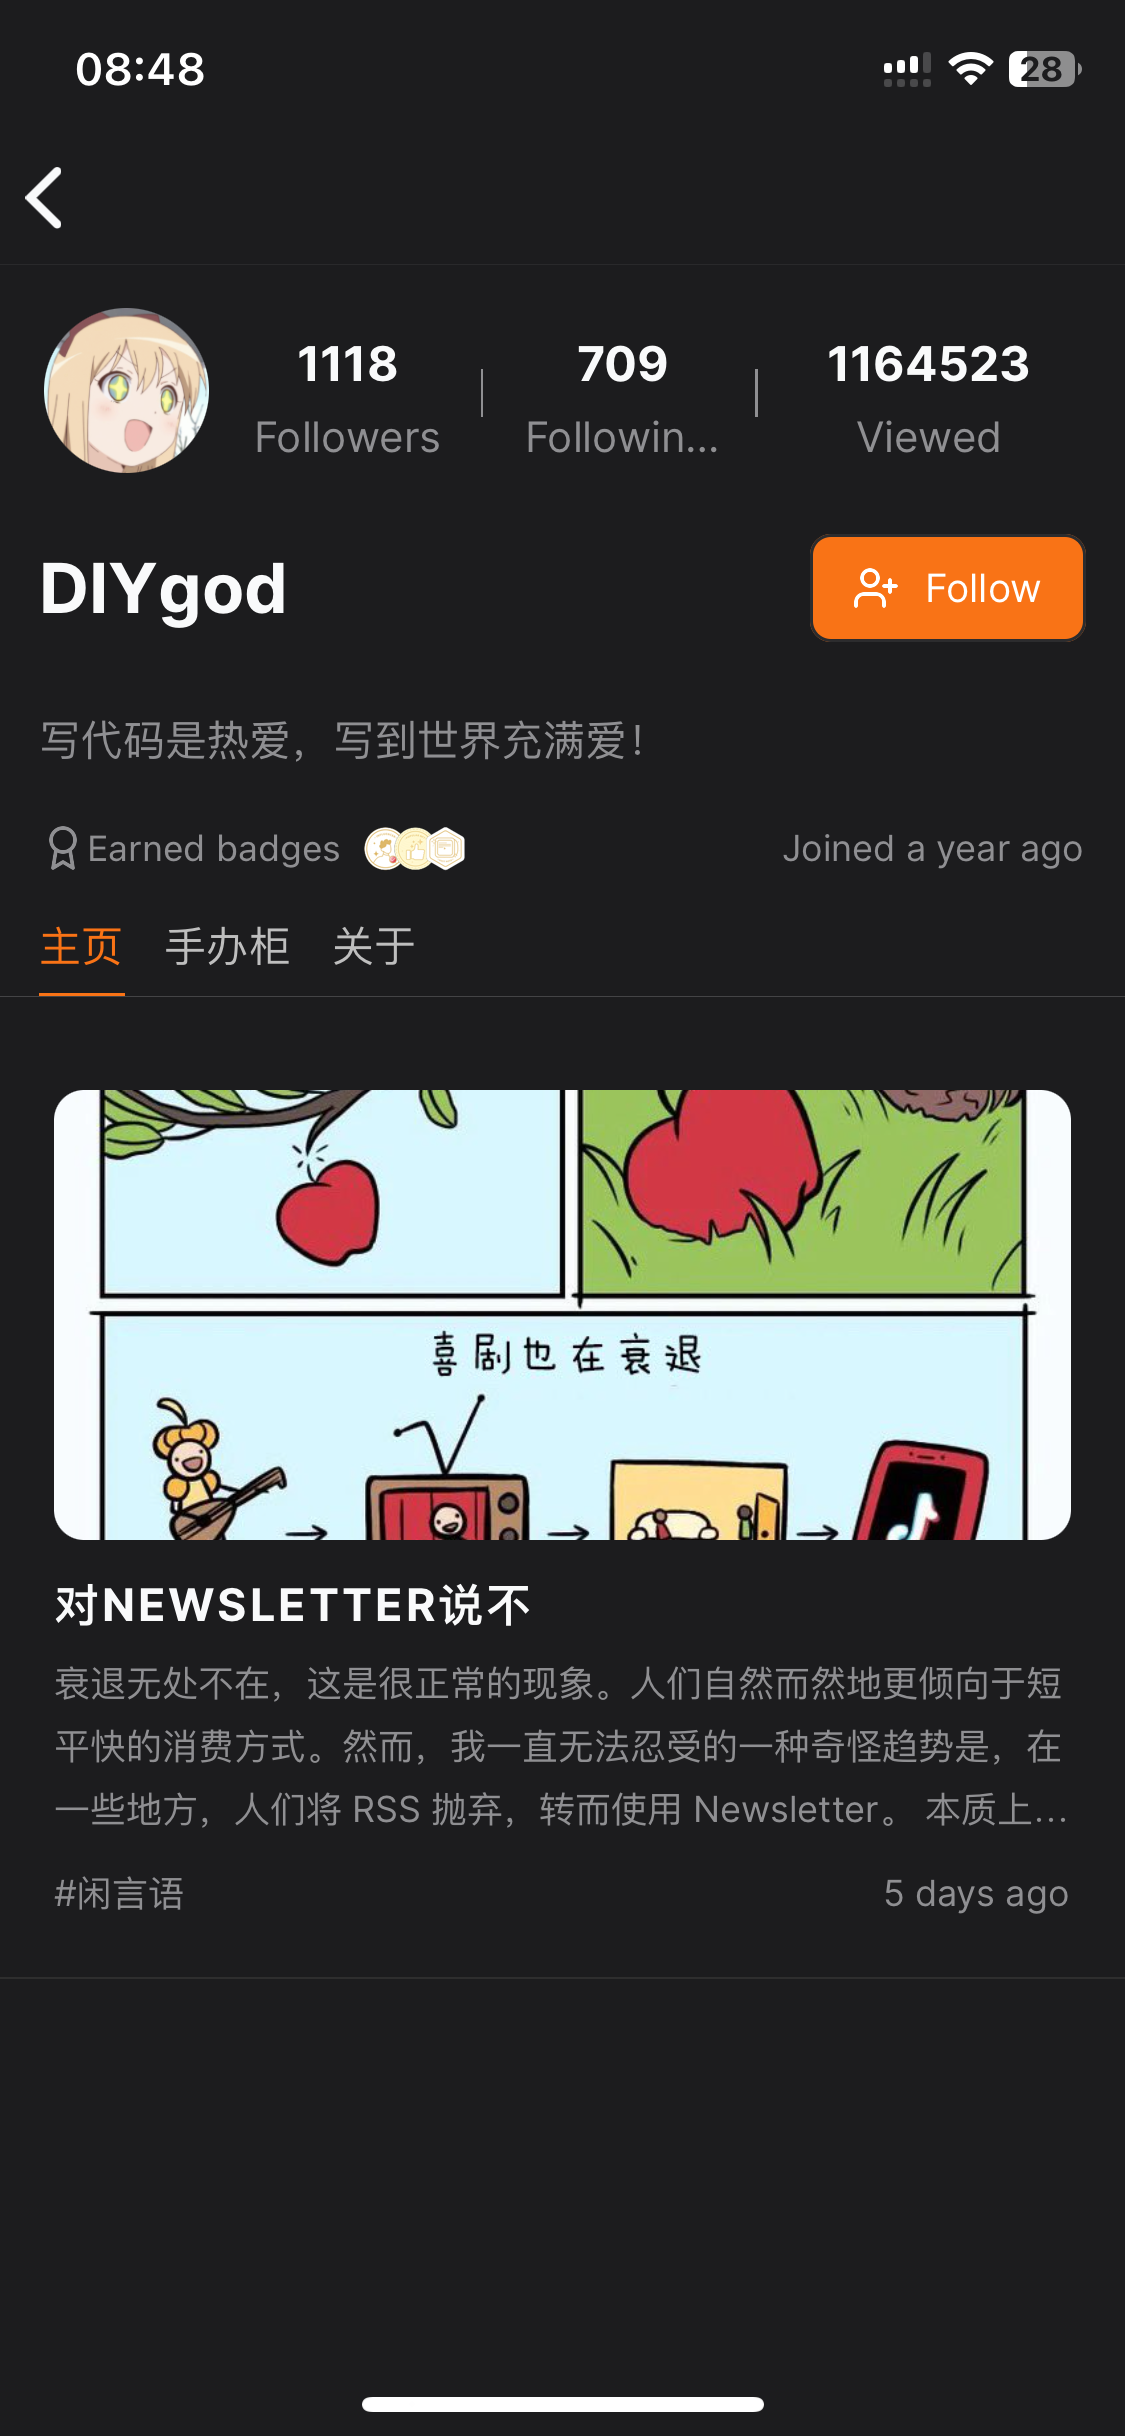 08:48
28
1118
709
1164523
Followers
Followin...
Viewed
DIYgod
Follow
写代码是热爱，写到世界充满爱！
Earned badges
Joined a year ago
主页
手办柜
关于
喜剧也在衰退
对NEWSLETTER说不
衰退无处不在，这是很正常的现象。人们自然而然地更倾向于短
平快的消费方式。然而，我一直无法忍受的一种奇怪趋势是，在
一些地方，人们将 RSS 抛弃，转而使用 Newsletter。 本质上...
#闲言语
5 days ago